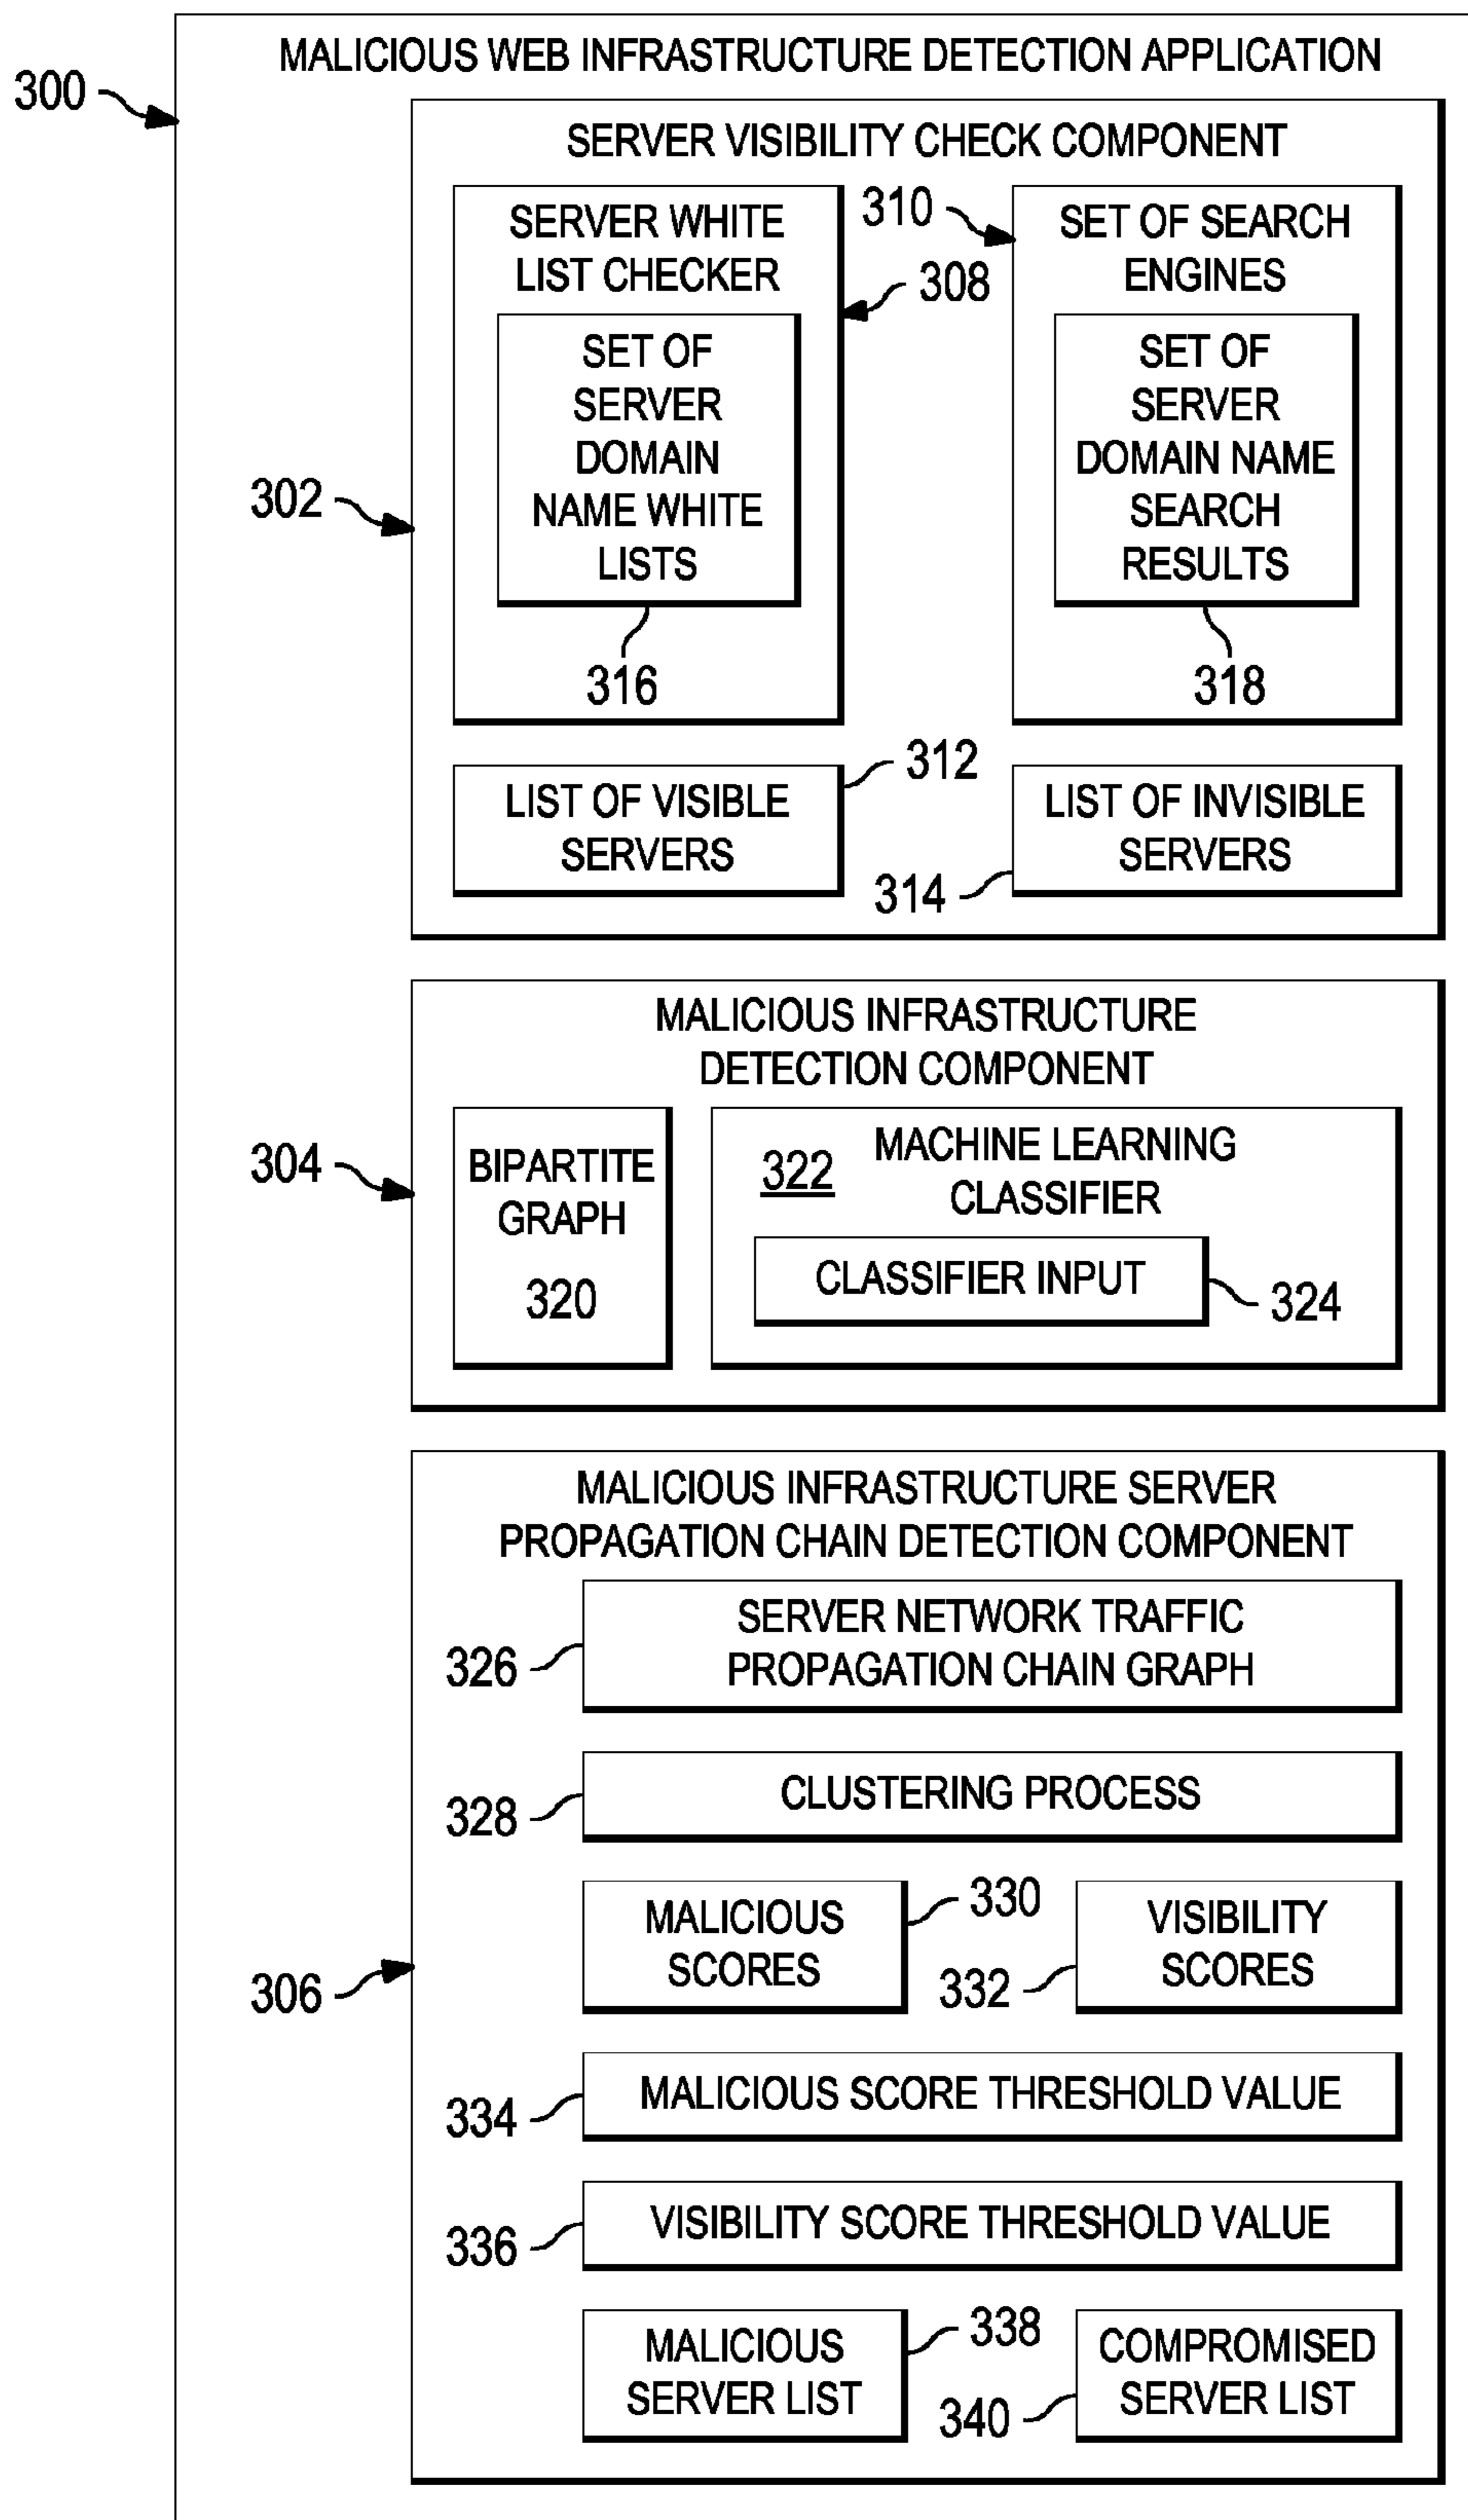 MALICIOUS WEB INFRASTRUCTURE DETECTION APPLICATION
300
SERVER VISIBILITY CHECK COMPONENT
302
SERVER WHITE
LIST CHECKER
308
SET OF
SERVER
DOMAIN
NAME WHITE
LISTS
316
310
SET OF SEARCH
ENGINES
SET OF
SERVER
DOMAIN NAME
SEARCH
RESULTS
318
LIST OF VISIBLE
SERVERS
312
LIST OF INVISIBLE
SERVERS
314
MALICIOUS INFRASTRUCTURE
DETECTION COMPONENT
304
BIPARTITE
GRAPH
320
322
MACHINE LEARNING
CLASSIFIER
CLASSIFIER INPUT
324
MALICIOUS INFRASTRUCTURE SERVER
PROPAGATION CHAIN DETECTION COMPONENT
306
SERVER NETWORK TRAFFIC
PROPAGATION CHAIN GRAPH
326
CLUSTERING PROCESS
328
MALICIOUS
SCORES
330
VISIBILITY
SCORES
332
MALICIOUS SCORE THRESHOLD VALUE
334
VISIBILITY SCORE THRESHOLD VALUE
336
MALICIOUS
SERVER LIST
338
COMPROMISED
SERVER LIST
340